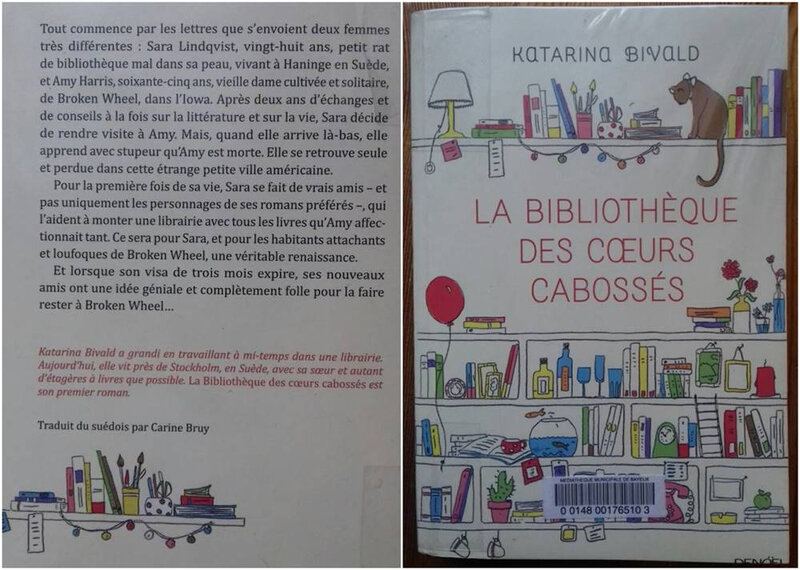 Tout commence par les lettres que s'envoient deux femmes
très différentes : Sara Lindqvist, vingt-huit ans, petit rat
de bibliothèque mal dans sa peau, vivant à Haninge en Suède,
et Amy Harris, soixante-cinq ans, vieille dame cultivée et solitaire,
de Broken Wheel, dans l'Iowa. Après deux ans d'échanges et
de conseils à la fois sur la littérature et sur la vie, Sara décide
de rendre visite à Amy. Mais, quand elle arrive là-bas, elle
apprend avec stupeur qu'Amy est morte. Elle se retrouve seule
et perdue dans cette étrange petite ville américaine.
Pour la première fois de sa vie, Sara se fait de vrais amis – et
pas uniquement les personnages de ses romans préférés –, qui
l'aident à monter une librairie avec tous les livres qu'Amy affec-
tionnait tant. Ce sera pour Sara, et pour les habitants attachants
et loufoques de Broken Wheel, une véritable renaissance.
Et lorsque son visa de trois mois expire, ses nouveaux
amis ont une idée géniale et complètement folle pour la faire
rester à Broken Wheel…
Katarina Bivald a grandi en travaillant à mi-temps dans une librairie.
Aujourd'hui, elle vit près de Stockholm, en Suède, avec sa sœur et autant
d'étagères à livres que possible. La Bibliothèque des cœurs cabossés est
son premier roman.
Traduit du suédois par Carine Bruy
KATARINA BIVALD
LA BIBLIOTHÈQUE
DES CŒURS
CABOSSÉS
MEDIATHEQUE MUNICIPALE DE BAYEUX
0 00148 00176510 3
DENOËL